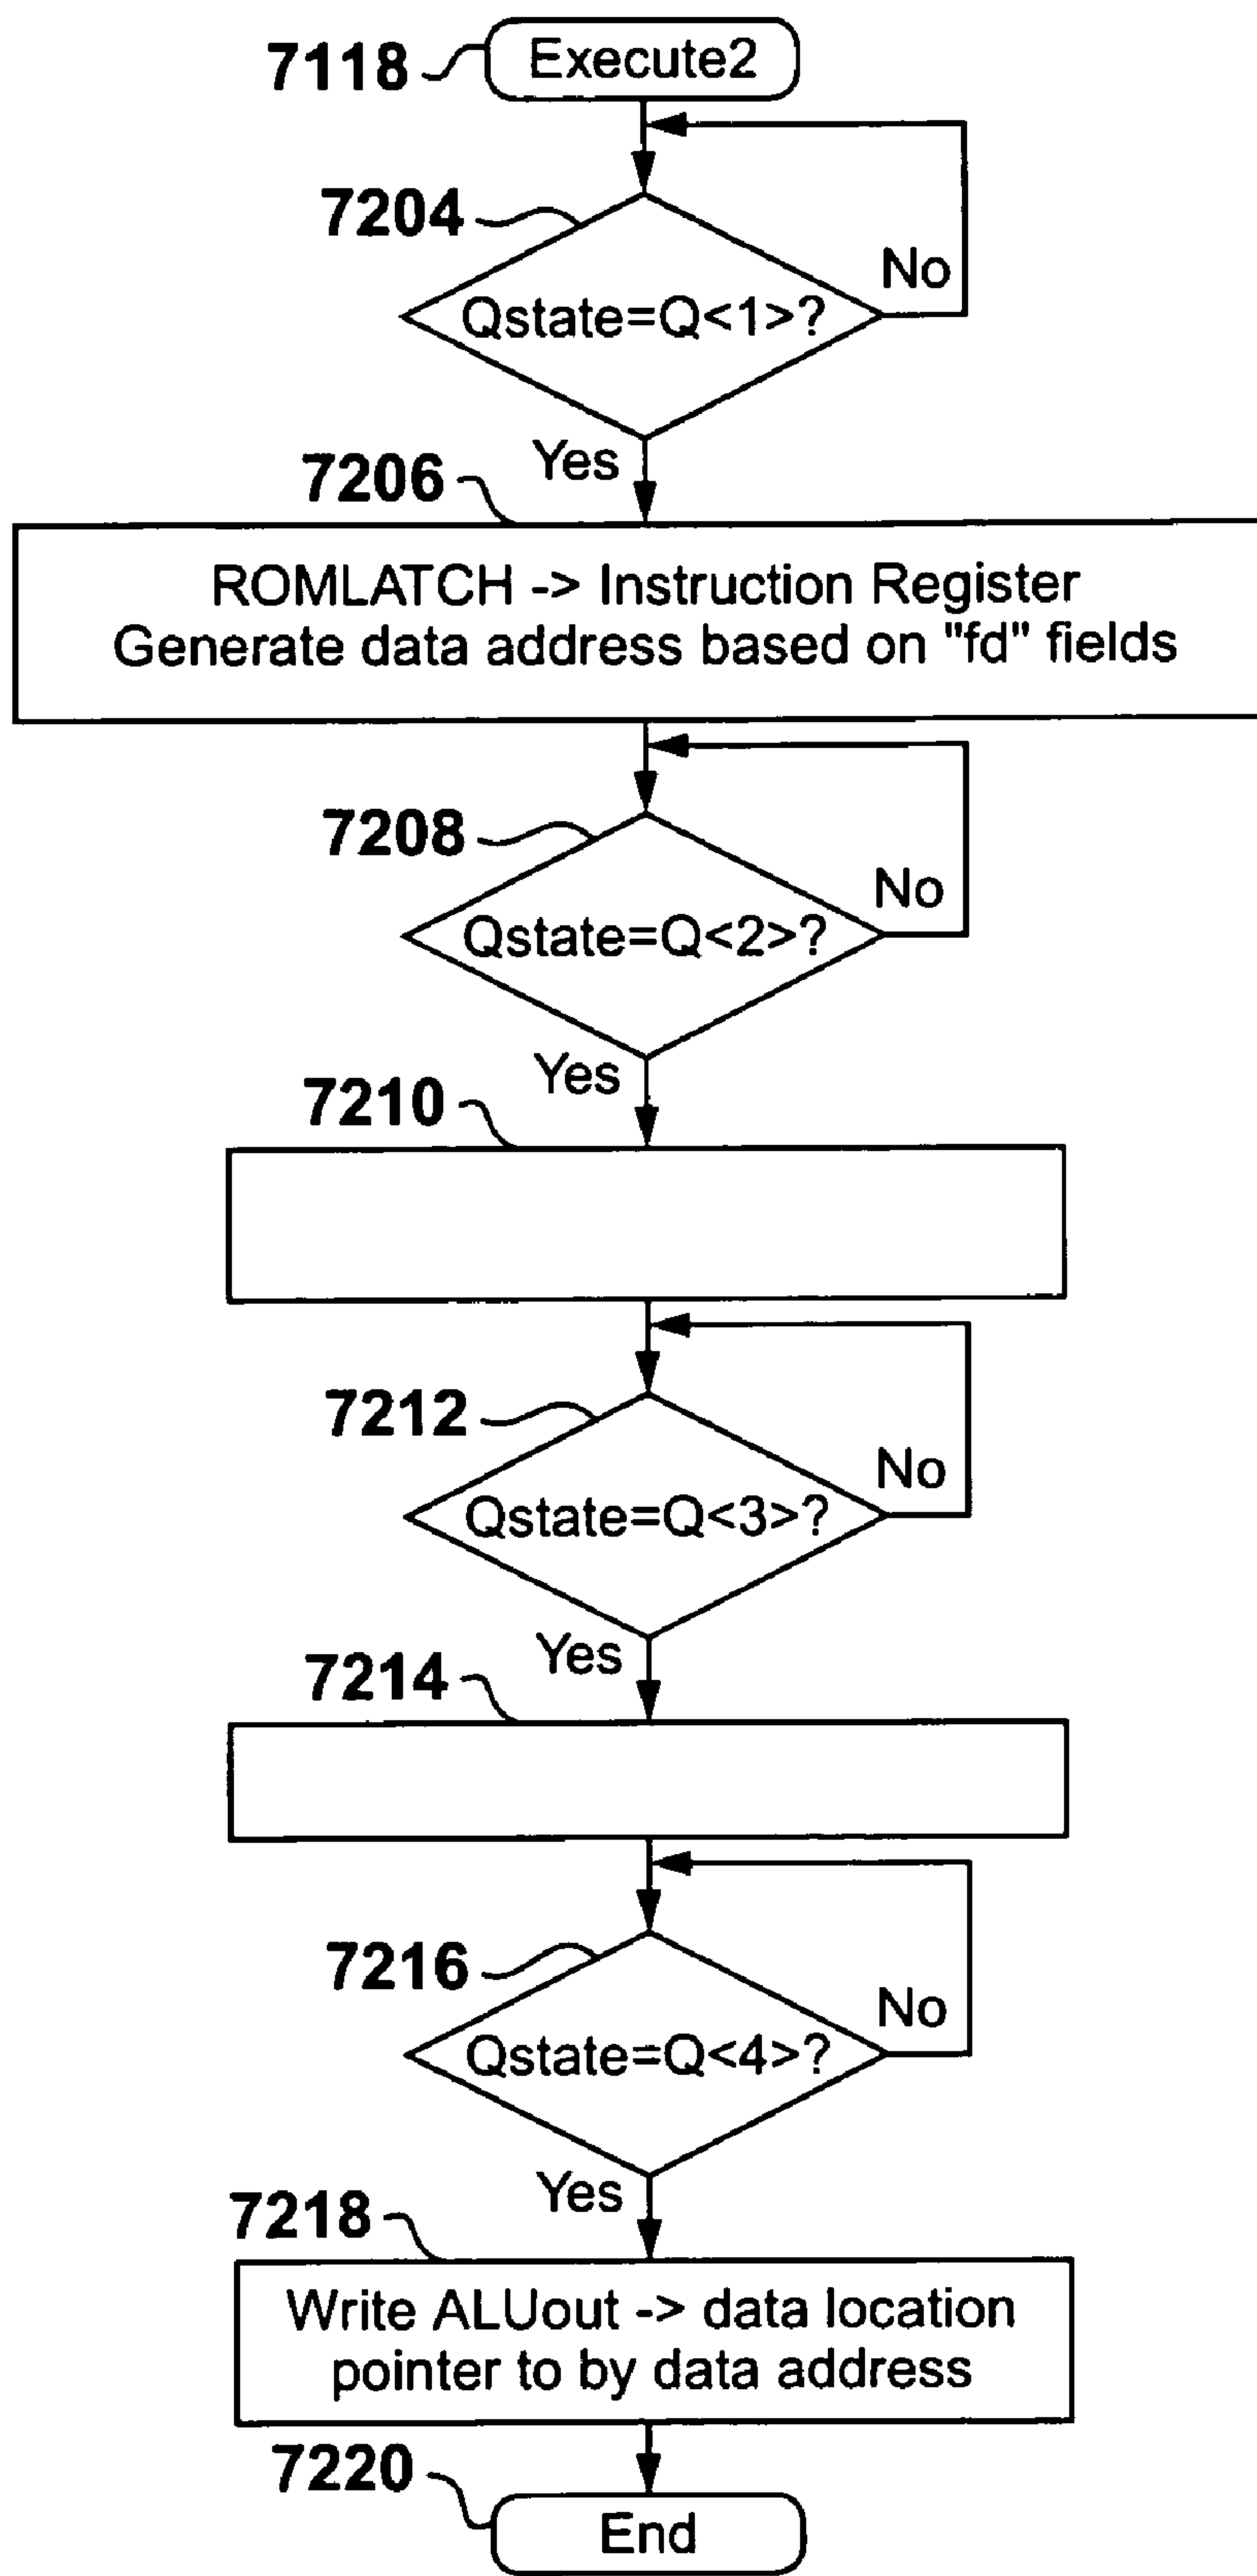 7118
Execute2
7204
No
Qstate=Q<1>?
Yes
7206
ROMLATCH -> Instruction Register
Generate data address based on "fd" fields
7208
No
Qstate=Q<2>?
Yes
7210
7212
No
Qstate=Q<3>?
Yes
7214
7216
No
Qstate=Q<4>?
Yes
7218
Write ALUout -> data location
pointer to by data address
7220
End